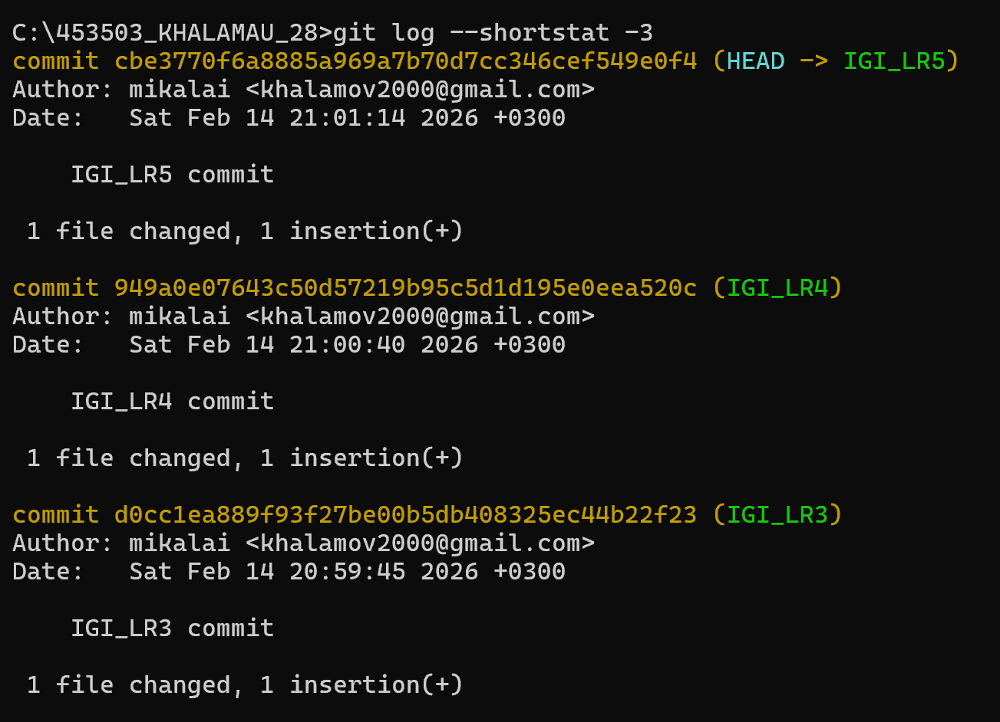 C:\453503_KHALAMAU_28>git log --shortstat -3
commit cbe3770f6a8885a969a7b70d7cc346cef549e0f4 (HEAD -> IGI_LR5)
Author: mikalai <khalamov2000@gmail.com>
Date:   Sat Feb 14 21:01:14 2026 +0300
    IGI_LR5 commit
 1 file changed, 1 insertion(+)
commit 949a0e07643c50d57219b95c5d1d195e0eea520c (IGI_LR4)
Author: mikalai <khalamov2000@gmail.com>
Date:   Sat Feb 14 21:00:40 2026 +0300
    IGI_LR4 commit
 1 file changed, 1 insertion(+)
commit d0cc1ea889f93f27be00b5db408325ec44b22f23 (IGI_LR3)
Author: mikalai <khalamov2000@gmail.com>
Date:   Sat Feb 14 20:59:45 2026 +0300
    IGI_LR3 commit
 1 file changed, 1 insertion(+)